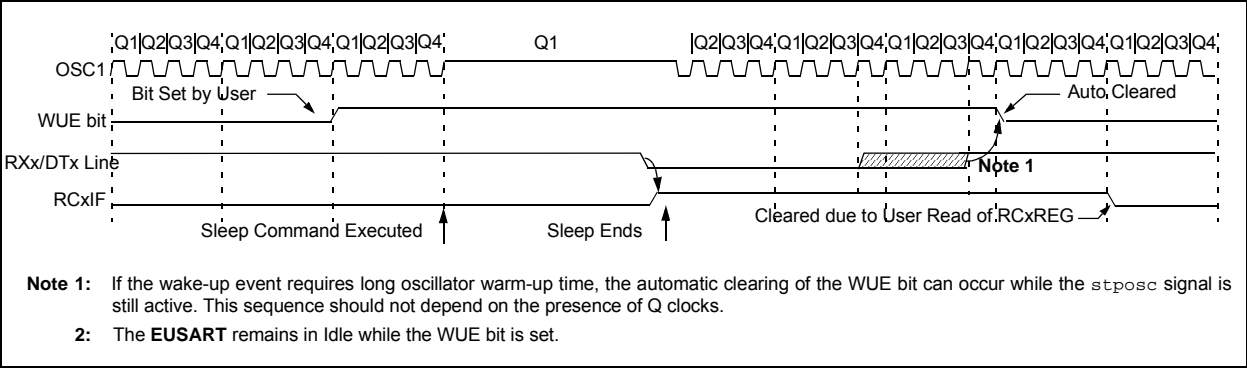 Q1|Q2|Q3|Q4|Q1|Q2|Q3|Q4|Q1|Q2|Q3|Q4 Q1 Q2|Q3|Q4|Q1|Q2|Q3|Q4|Q1|Q2|Q3|Q4|Q1|Q2|Q3|Q4|Q1|Q2|Q3|Q4
OSC1
Bit Set by User Auto Cleared
WUE bit
RXx/DTx Line Note 1
RCxIF
Cleared due to User Read of RCxREG
Sleep Command Executed Sleep Ends
Note 1: If the wake-up event requires long oscillator warm-up time, the automatic clearing of the WUE bit can occur while the stposc signal is
still active. This sequence should not depend on the presence of Q clocks.
2: The EUSART remains in Idle while the WUE bit is set.